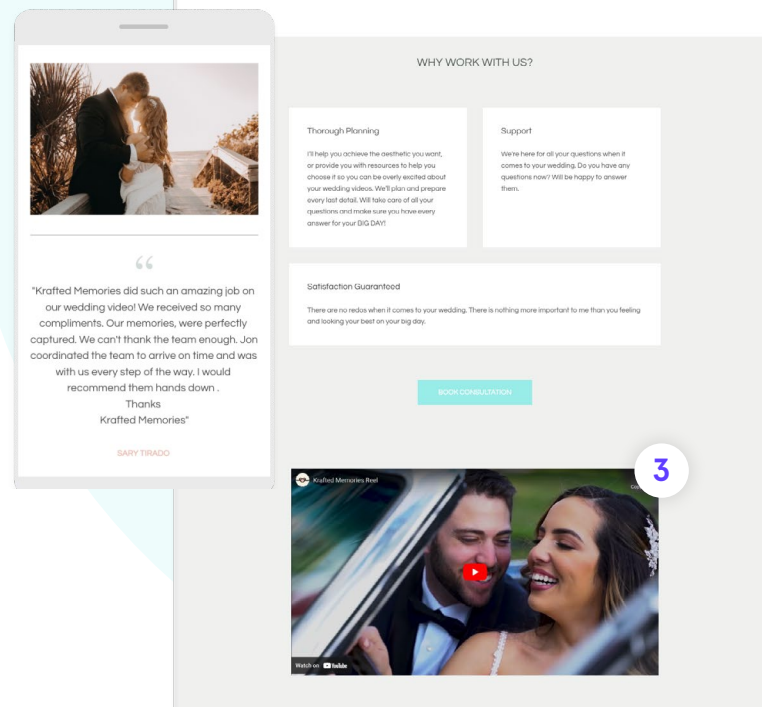 “
"Krafted Memories did such an amazing job on
our wedding video! We received so many
compliments. Our memories, were perfectly
captured. We can't thank the team enough. Jon
coordinated the team to arrive on time and was
with us every step of the way. I would
recommend them hands down .
Thanks
Krafted Memories"
SARY TIRADO
WHY WORK WITH US?
Thorough Planning
I'll help you achieve the aesthetic you want,
or provide you with resources to help you
choose it so you can be overly excited about
your wedding videos. We'll plan and prepare
every last detail. Will take care of all your
questions and make sure you have every
answer for your BIG DAY!
Support
We're here for all your questions when it
comes to your wedding. Do you have any
questions now? Will be happy to answer
them.
Satisfaction Guaranteed
There are no redos when it comes to your wedding. There is nothing more important to me than you feeling
and looking your best on your big day.
BOOK CONSULTATION
3
Krafted Memories Reel
Watch on YouTube